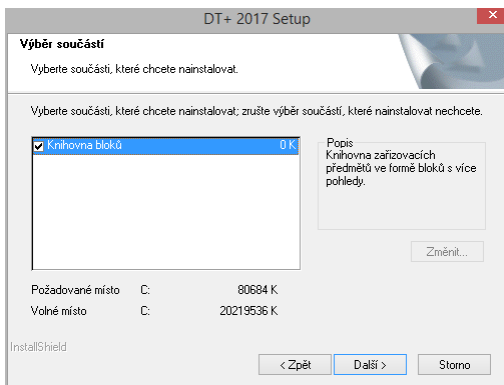 DT+ 2017 Setup
Výběr součástí
Vyberte součásti, které chcete nainstalovat.
Vyberte součásti, které chcete nainstalovat; zrušte výběr součástí, které nainstalovat nechcete.
Knihovna bloků 0 K
Popis
Knihovna zařizovacích
předmětů ve formě bloků s více
pohledy.
Změnit...
Požadované místo C: 80684 K
Volné místo C: 20219536 K
InstallShield
< Zpět Další > Storno